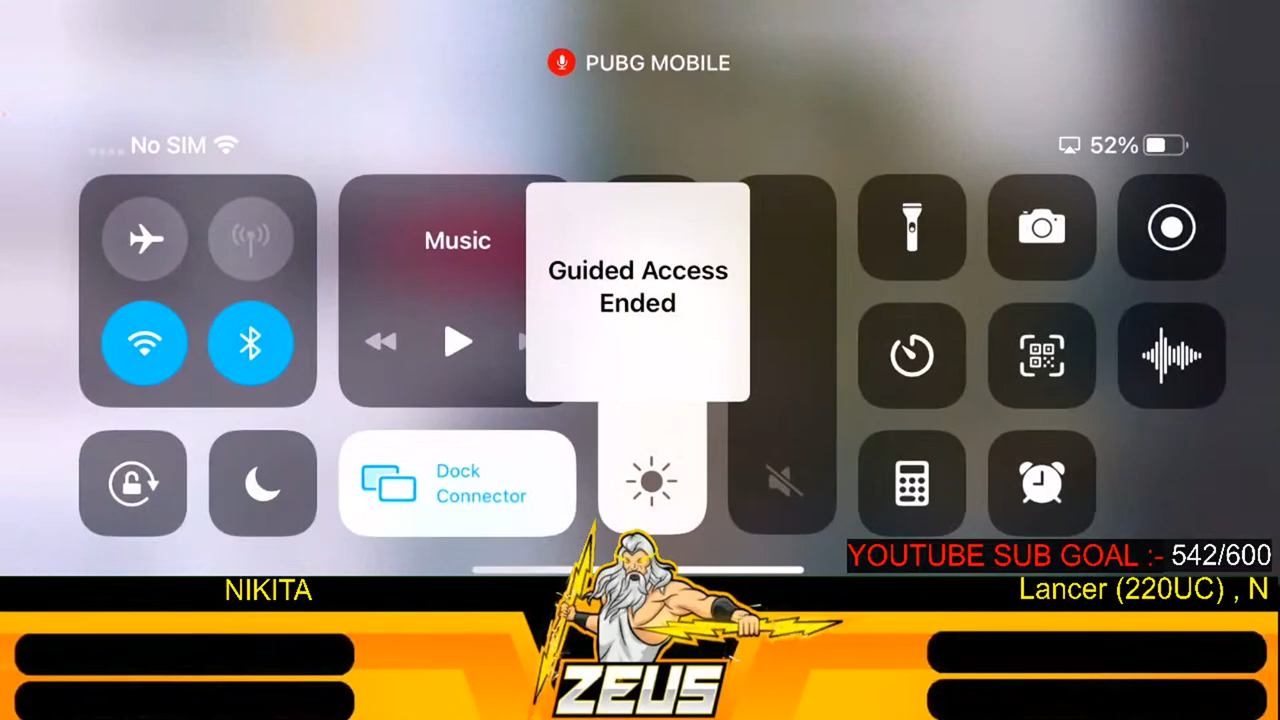 PUBG MOBILE
No SIM
52%
Music
Guided Access
Ended
Dock
Connector
YOUTUBE SUB GOAL :- 542/600
NIKITA
Lancer (220UC) , N
ZEUS